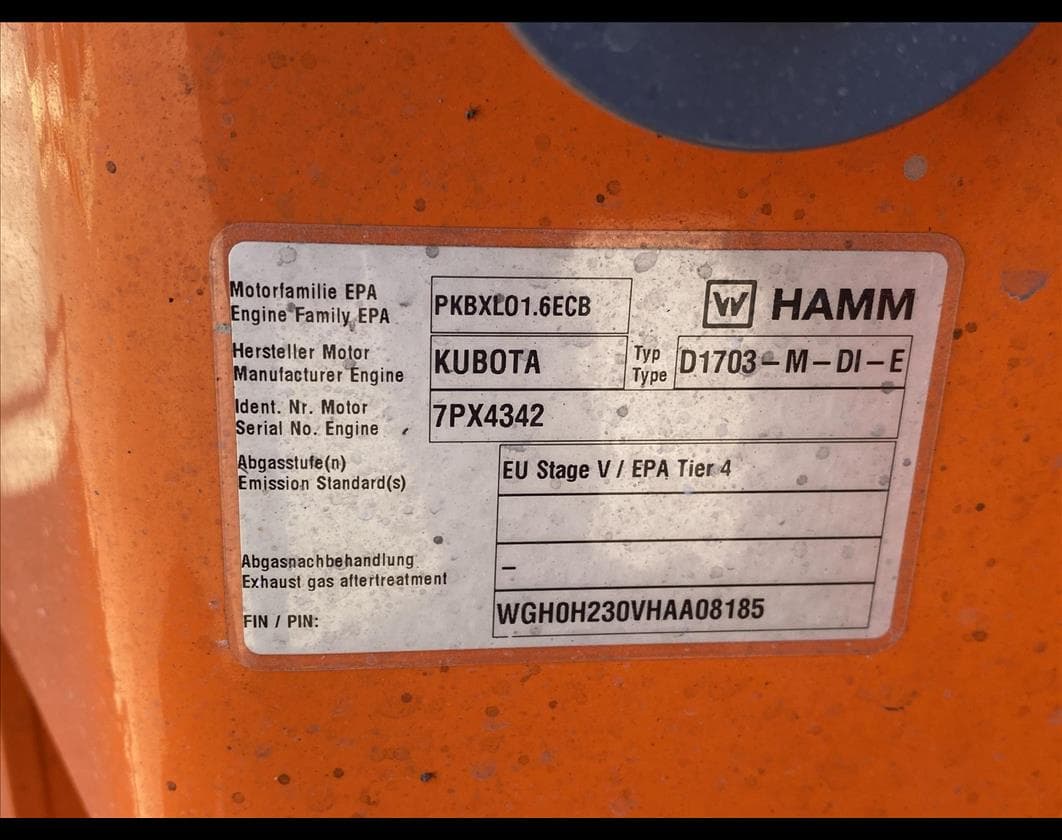 Motorfamilie EPA
Engine Family EPA
PKBXL01.6ECB
W HAMM
Hersteller Motor
Manufacturer Engine
KUBOTA
Typ
Type
D1703-M-DI-E
Ident. Nr. Motor
Serial No. Engine
7PX4342
Abgasstufe(n)
Emission Standard(s)
EU Stage V / EPA Tier 4
Abgasnachbehandlung
Exhaust gas aftertreatment
–
FIN / PIN:
WGH0H230VHAA08185